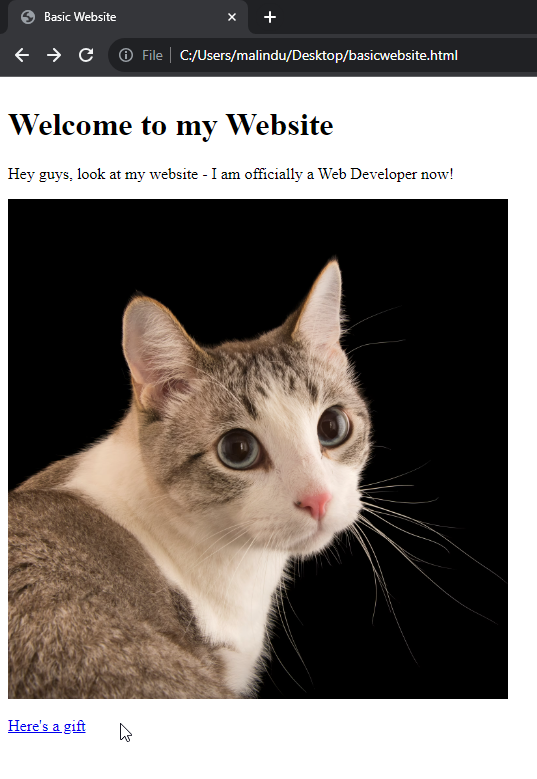 Basic Website
File C:/Users/malindu/Desktop/basicwebsite.html
Welcome to my Website
Hey guys, look at my website - I am officially a Web Developer now!
Here's a gift